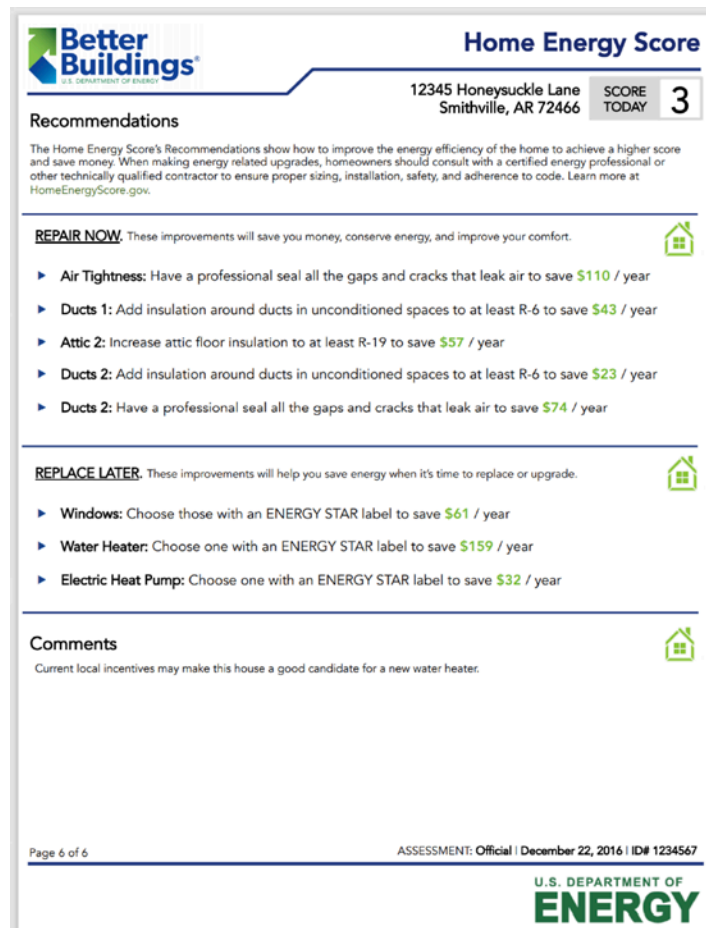 Better
Buildings®
U.S. DEPARTMENT OF ENERGY
Home Energy Score
12345 Honeysuckle Lane
Smithville, AR 72466
SCORE
TODAY
3
Recommendations
The Home Energy Score's Recommendations show how to improve the energy efficiency of the home to achieve a higher score
and save money. When making energy related upgrades, homeowners should consult with a certified energy professional or
other technically qualified contractor to ensure proper sizing, installation, safety, and adherence to code. Learn more at
HomeEnergyScore.gov.
REPAIR NOW. These improvements will save you money, conserve energy, and improve your comfort.
Air Tightness: Have a professional seal all the gaps and cracks that leak air to save $110 / year
Ducts 1: Add insulation around ducts in unconditioned spaces to at least R-6 to save $43 / year
Attic 2: Increase attic floor insulation to at least R-19 to save $57 / year
Ducts 2: Add insulation around ducts in unconditioned spaces to at least R-6 to save $23 / year
Ducts 2: Have a professional seal all the gaps and cracks that leak air to save $74 / year
REPLACE LATER. These improvements will help you save energy when it's time to replace or upgrade.
Windows: Choose those with an ENERGY STAR label to save $61 / year
Water Heater: Choose one with an ENERGY STAR label to save $159 / year
Electric Heat Pump: Choose one with an ENERGY STAR label to save $32 / year
Comments
Current local incentives may make this house a good candidate for a new water heater.
Page 6 of 6
ASSESSMENT: Official | December 22, 2016 | ID# 1234567
U.S. DEPARTMENT OF
ENERGY